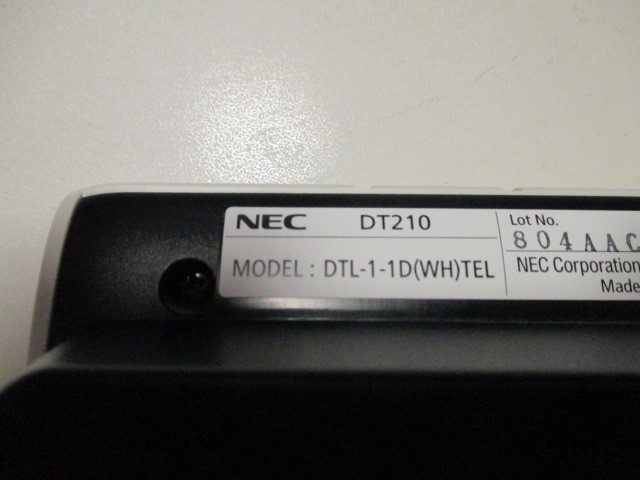 NEC DT210
MODEL : DTL-1-1D(WH)TEL
Lot No.
804AAC
NEC Corporation
Made